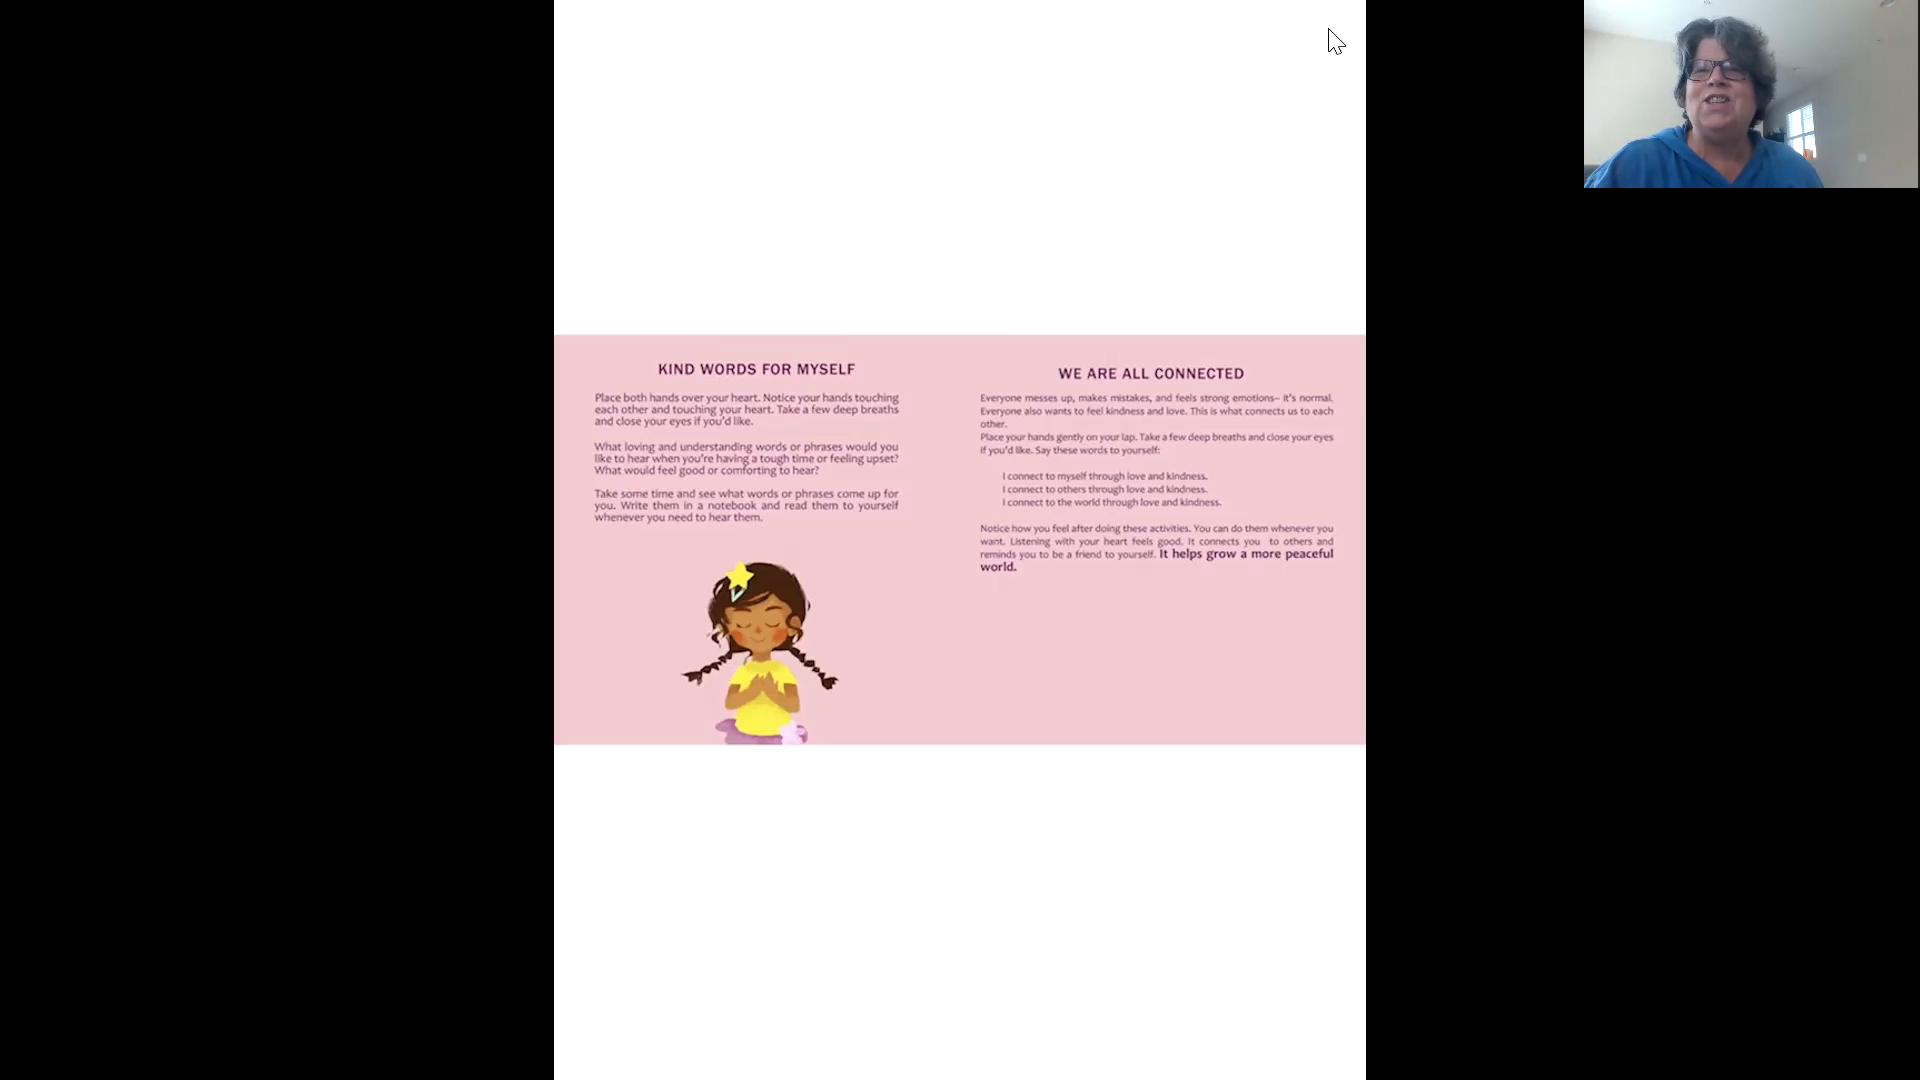 KIND WORDS FOR MYSELF
Place both hands over your heart. Notice your hands touching
each other and touching your heart. Take a few deep breaths
and close your eyes if you'd like.
What loving and understanding words or phrases would you
like to hear when you're having a tough time or feeling upset?
What would feel good or comforting to hear?
Take some time and see what words or phrases come up for
you. Write them in a notebook and read them to yourself
whenever you need to hear them.
WE ARE ALL CONNECTED
Everyone messes up, makes mistakes, and feels strong emotions– it's normal.
Everyone also wants to feel kindness and love. This is what connects us to each
other.
Place your hands gently on your lap. Take a few deep breaths and close your eyes
if you'd like. Say these words to yourself:
I connect to myself through love and kindness.
I connect to others through love and kindness.
I connect to the world through love and kindness.
Notice how you feel after doing these activities. You can do them whenever you
want. Listening with your heart feels good. It connects you to others and
reminds you to be a friend to yourself. It helps grow a more peaceful
world.